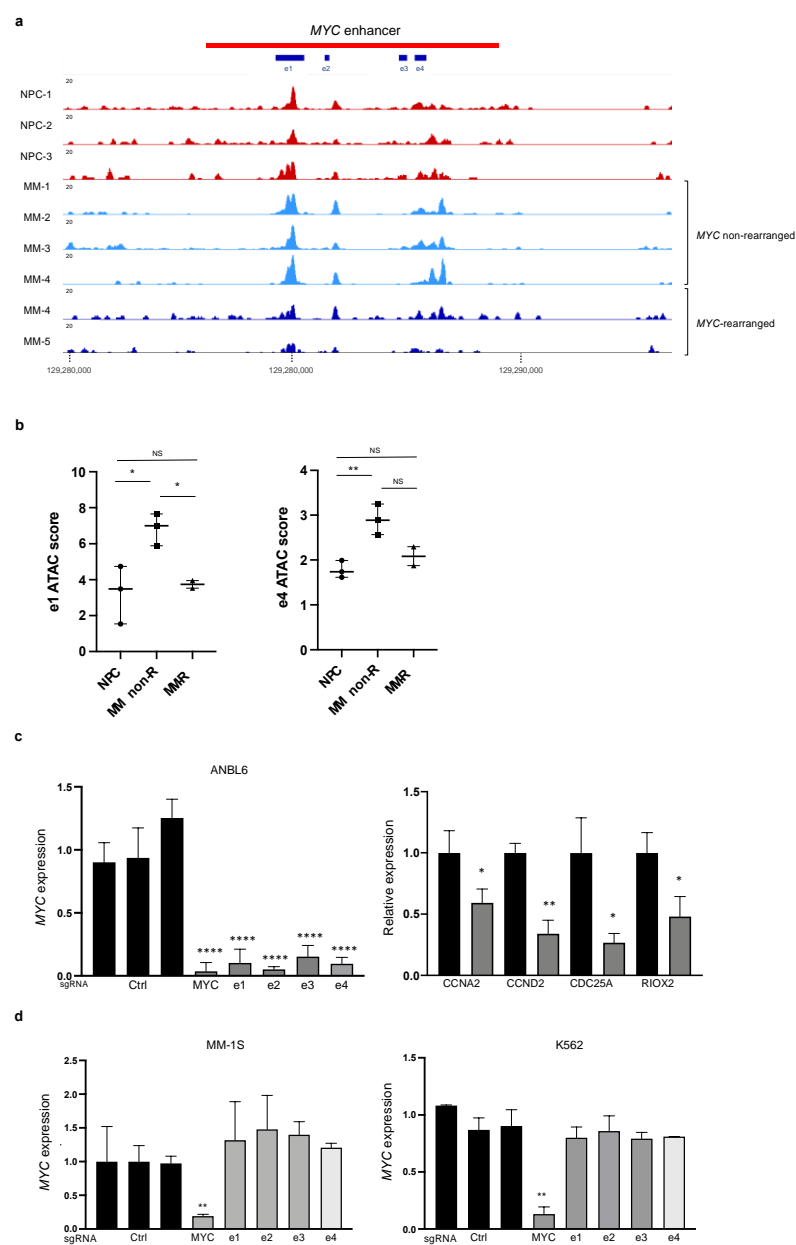 a
MYC enhancer
e1 e2 e3 e4
20
NPC-1
20
NPC-2
20
NPC-3
20
MM-1
20
MM-2
MYC non-rearranged
20
MM-3
20
MM-4
20
MM-4
MYC-rearranged
20
MM-5
129,280,000 129,280,000 129,290,000
b
NS
* *
10
8
6
4
2
0
e1 ATAC score
NPC MM non-R MM-R
NS
** NS
4
3
2
1
0
e4 ATAC score
NPC MM non-R MM-R
c
ANBL6
1.5
1.0
0.5
0.0
MYC expression
**** **** **** **** ****
sgRNA Ctrl MYC e1 e2 e3 e4
1.5
1.0
0.5
0.0
Relative expression
* ** * *
CCNA2 CCND2 CDC25A RIOX2
d
MM-1S
2.5
2.0
1.5
1.0
0.5
0.0
MYC expression
**
sgRNA Ctrl MYC e1 e2 e3 e4
K562
1.5
1.0
0.5
0.0
MYC expression
**
sgRNA Ctrl MYC e1 e2 e3 e4